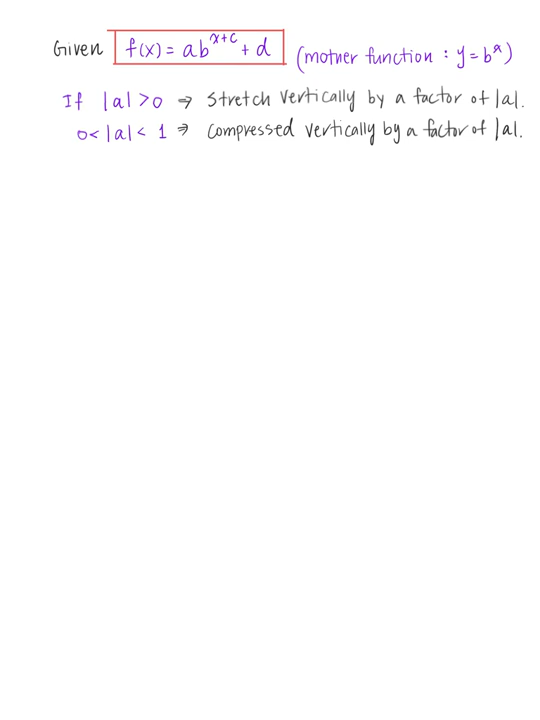 Given f(x) = ab^{x+c} + d (mother function : y = b^x)
If |a| > 0 ⇒ Stretch vertically by a factor of |a|.
0 < |a| < 1 ⇒ Compressed vertically by a factor of |a|.